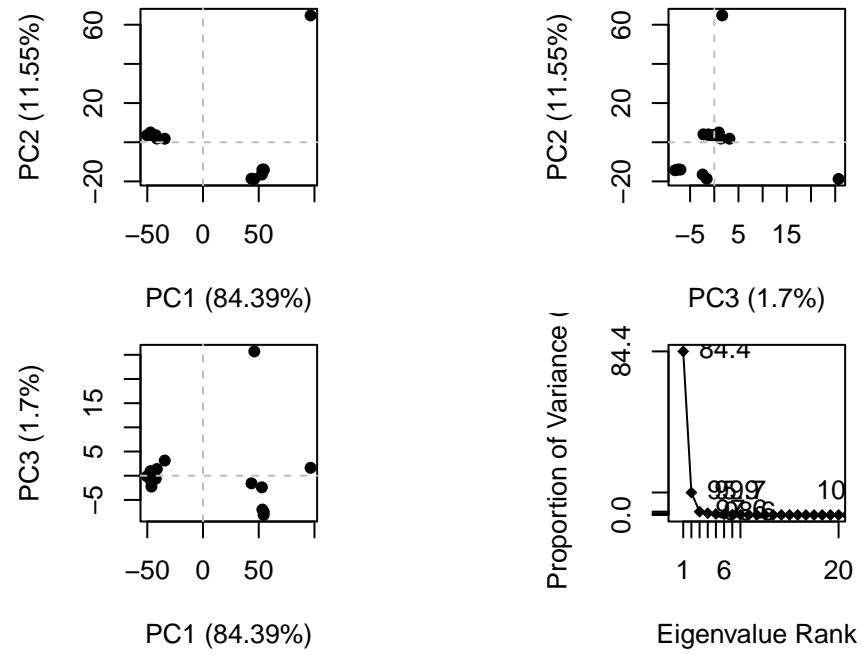 PC2 (11.55%)
60
20
−20
−50 0 50
PC1 (84.39%)
PC2 (11.55%)
60
20
−20
−5 5 15
PC3 (1.7%)
PC3 (1.7%)
15
5
−5
−50 0 50
PC1 (84.39%)
Proportion of Variance (
84.4
0.0
84.4
10
1 6 20
Eigenvalue Rank